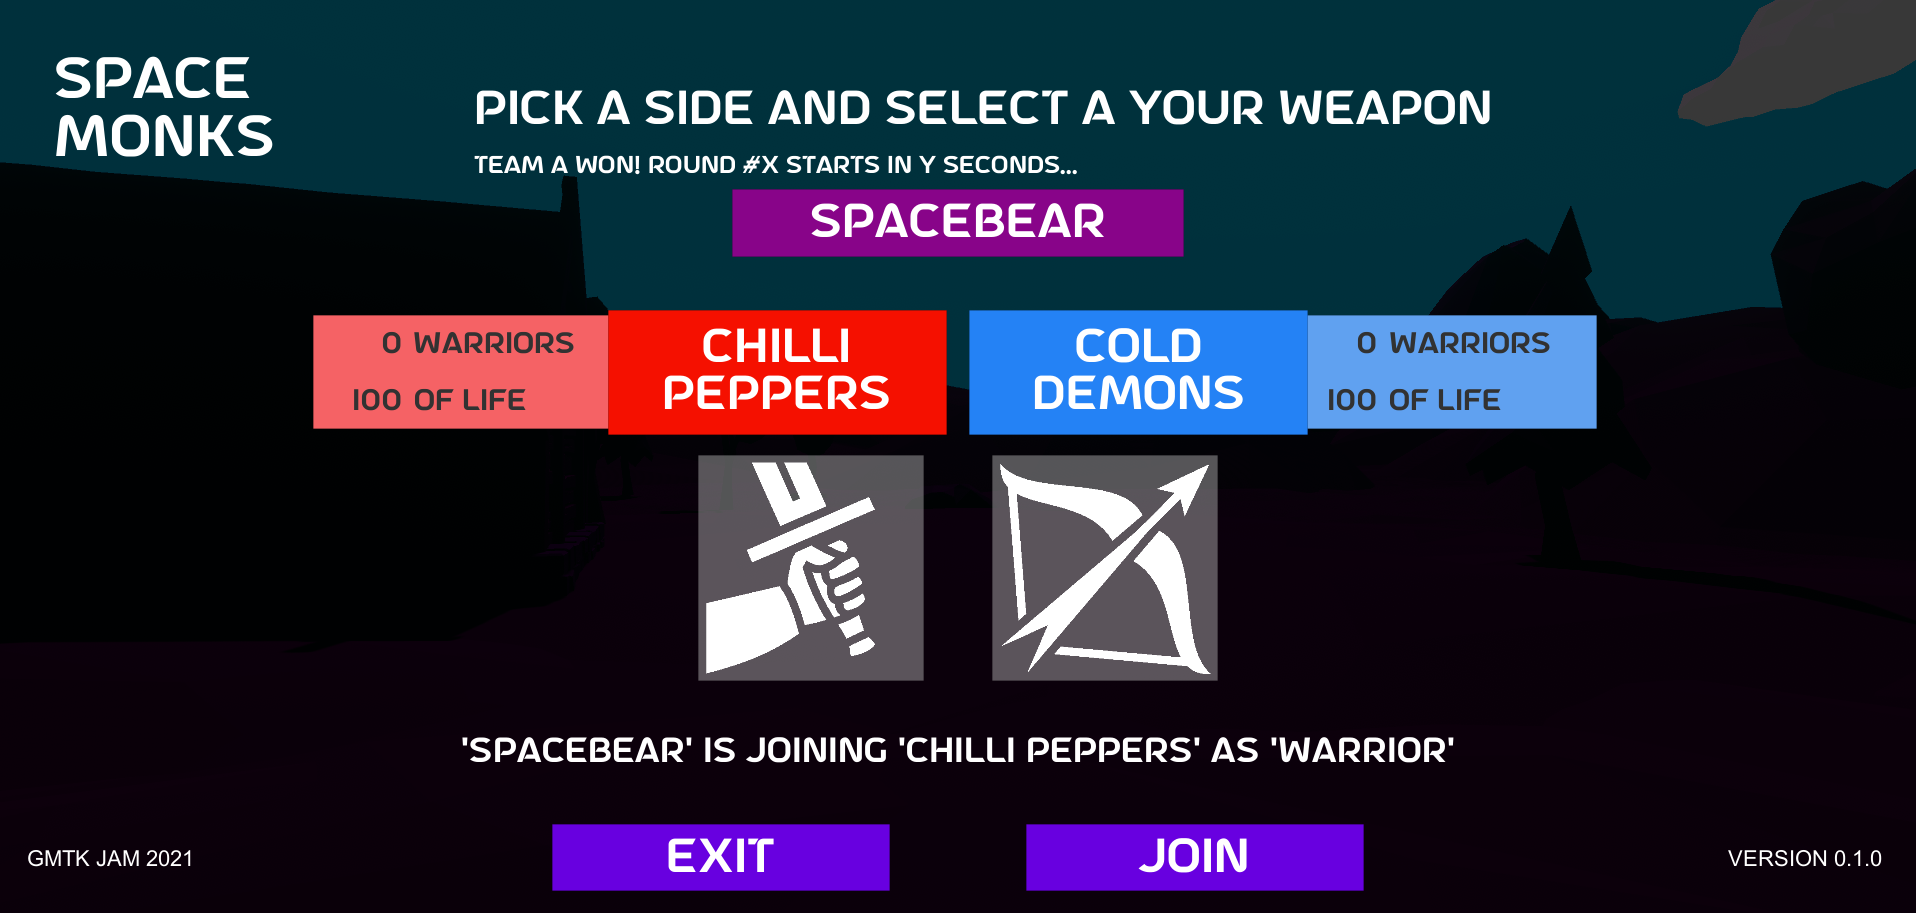 SPACE
MONKS
PICK A SIDE AND SELECT A YOUR WEAPON
TEAM A WON! ROUND #X STARTS IN Y SECONDS...
SPACEBEAR
0 WARRIORS
100 OF LIFE
CHILLI
PEPPERS
COLD
DEMONS
0 WARRIORS
100 OF LIFE
'SPACEBEAR' IS JOINING 'CHILLI PEPPERS' AS 'WARRIOR'
EXIT
JOIN
GMTK JAM 2021
VERSION 0.1.0